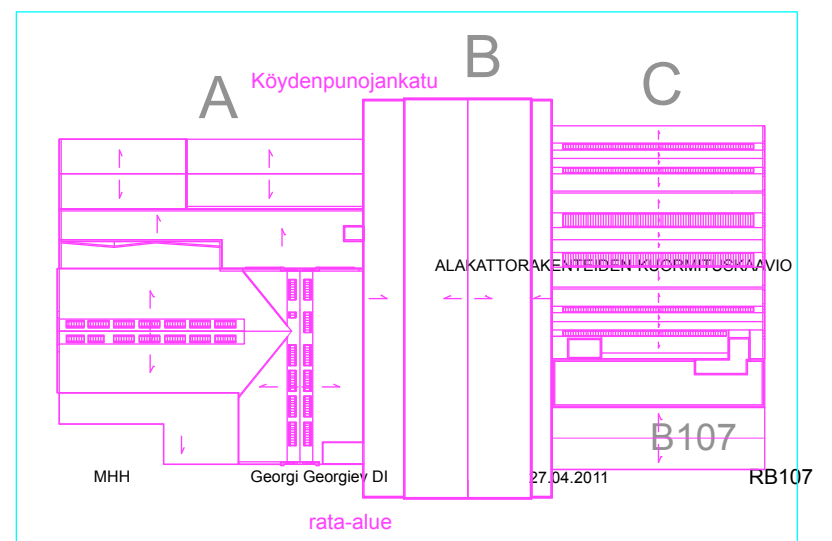 B
A
Köydenpunojankatu
C
ALAKATTORAKENTEIDEN KUORMITUSKAAVIO
B107
MHH
Georgi Georgiev DI
27.04.2011
RB107
rata-alue